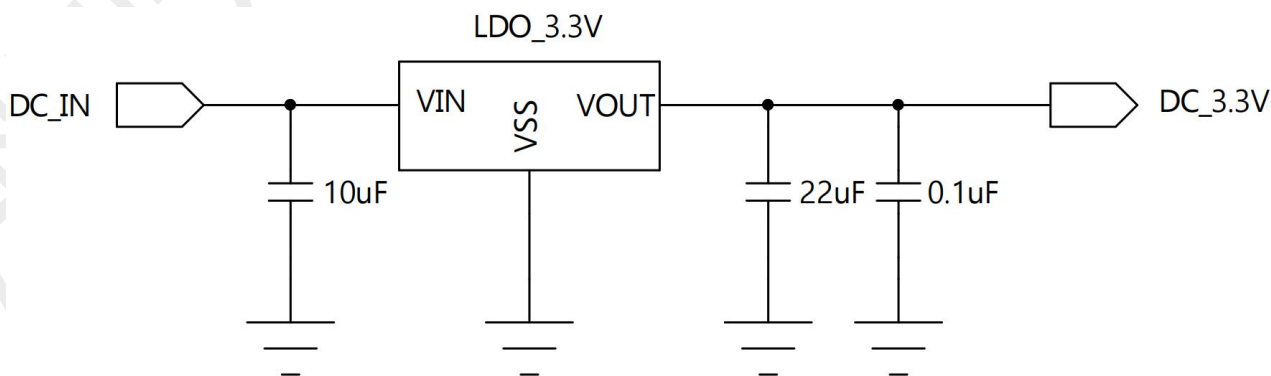 LDO_3.3V
DC_IN
VIN
VSS
VOUT
DC_3.3V
10uF
22uF
0.1uF